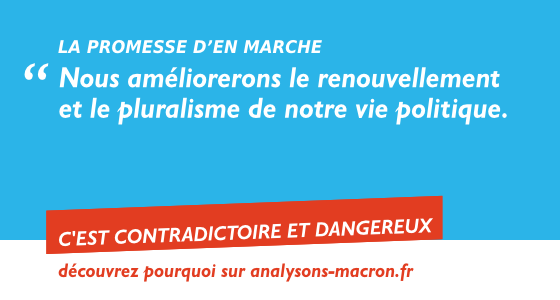 LA PROMESSE D’EN MARCHE
“ Nous améliorerons le renouvellement
et le pluralisme de notre vie politique.
C'EST CONTRADICTOIRE ET DANGEREUX
découvrez pourquoi sur analysons-macron.fr